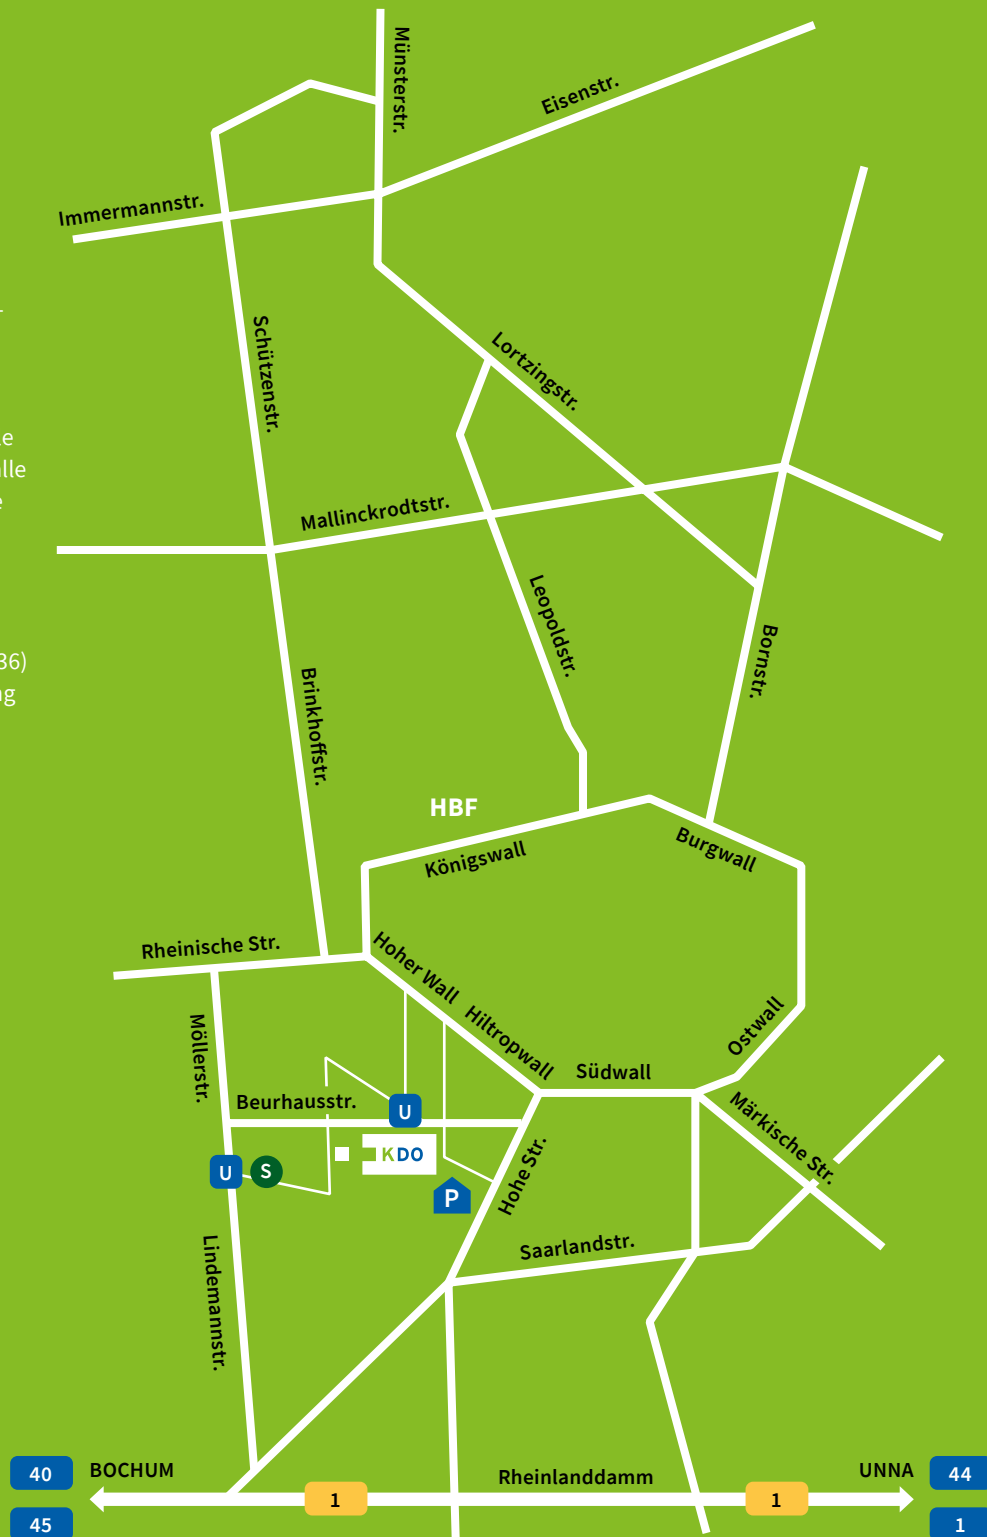 Münsterstr.
Eisenstr.
Immermannstr.
Schützenstr.
Lortzingstr.
Mallinckrodtstr.
Leopoldstr.
36)
Bornstr.
Brinkhoffstr.
HBF
Königswall
Burgwall
Rheinische Str.
Hoher Wall
Hiltropwall
Ostwall
Südwall
Möllerstr.
Beurhausstr.
U
Märkische Str.
KDO
U
S
P
Hohe Str.
Saarlandstr.
Lindemannstr.
40
BOCHUM
Rheinlanddamm
UNNA
44
1
1
45
1